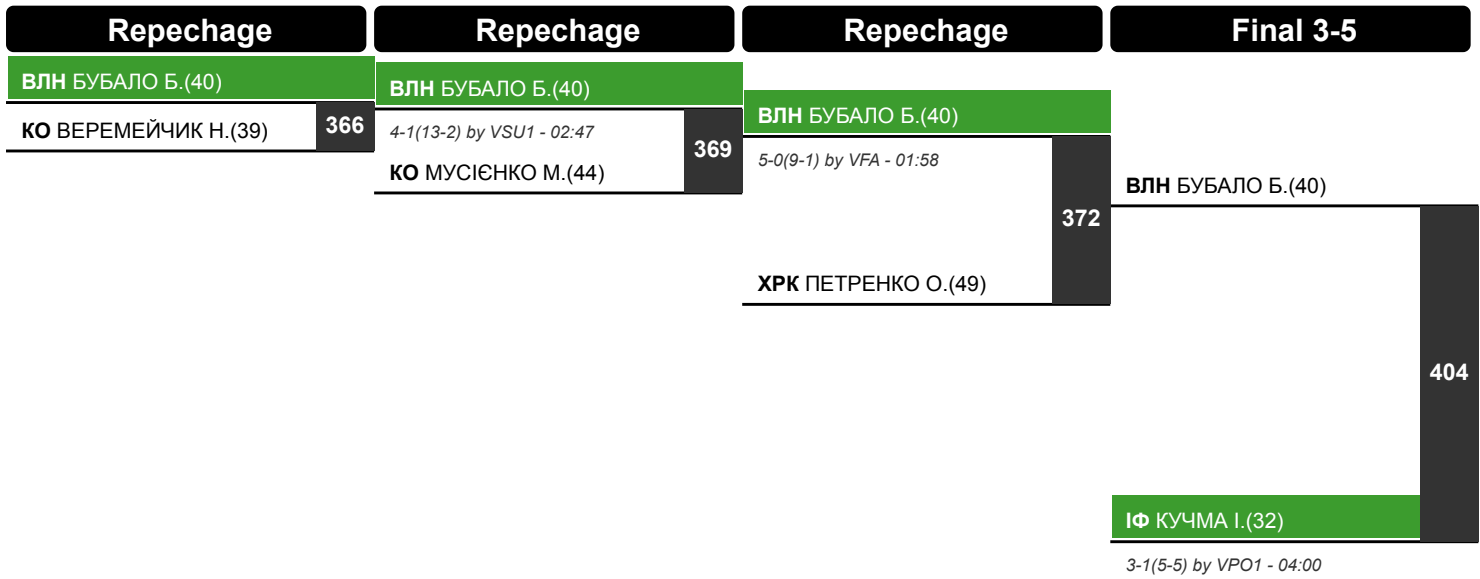 Repechage
ВЛН БУБАЛО Б.(40)
КО ВЕРЕМЕЙЧИК Н.(39)
366
Repechage
ВЛН БУБАЛО Б.(40)
4-1(13-2) by VSU1 - 02:47
КО МУСІЄНКО М.(44)
369
Repechage
ВЛН БУБАЛО Б.(40)
5-0(9-1) by VFA - 01:58
ХРК ПЕТРЕНКО О.(49)
372
Final 3-5
ВЛН БУБАЛО Б.(40)
404
ІФ КУЧМА І.(32)
3-1(5-5) by VPO1 - 04:00